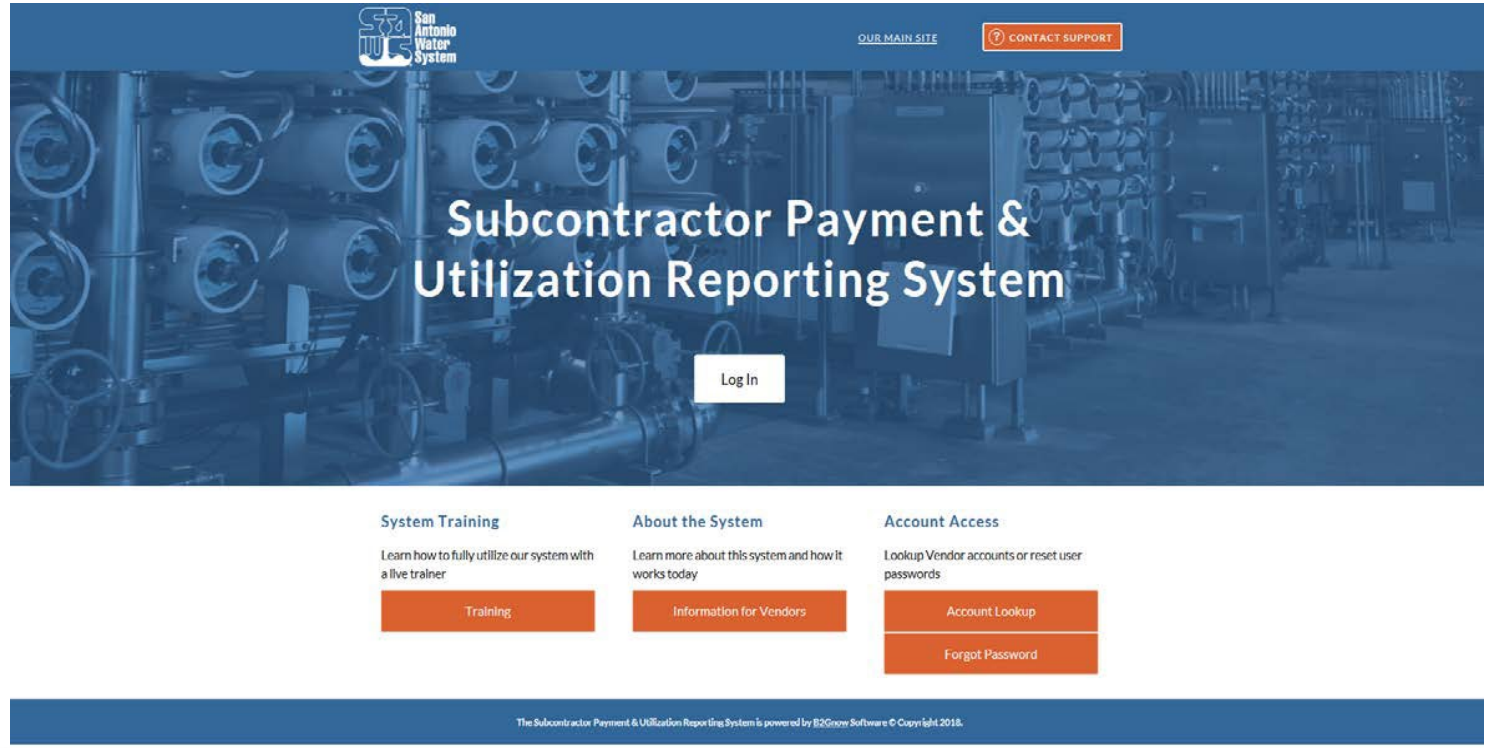 San
Antonio
Water
System
OUR MAIN SITE
? CONTACT SUPPORT
Subcontractor Payment &
Utilization Reporting System
Log In
System Training
Learn how to fully utilize our system with
a live trainer
Training
About the System
Learn more about this system and how it
works today
Information for Vendors
Account Access
Lookup Vendor accounts or reset user
passwords
Account Lookup
Forgot Password
The Subcontractor Payment & Utilization Reporting System is powered by B2Gnow Software © Copyright 2018.